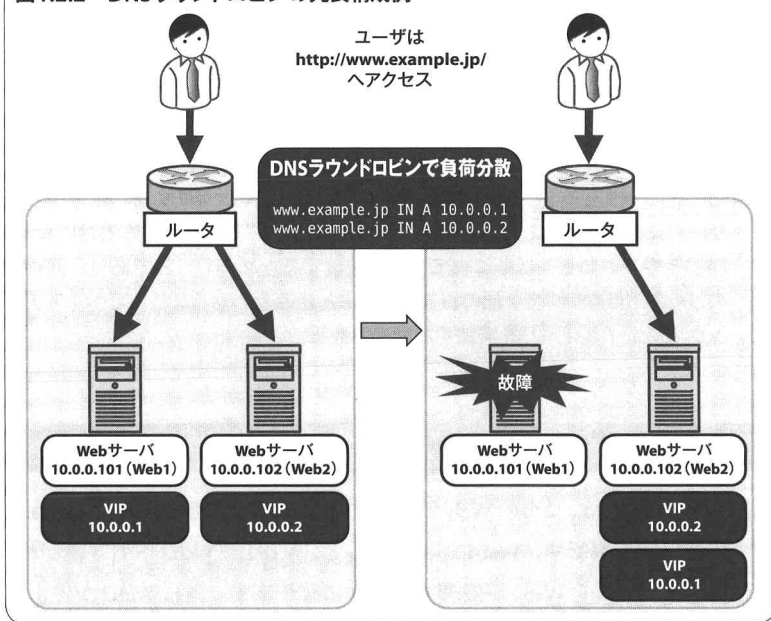 ユーザは
http://www.example.jp/
へアクセス
DNSラウンドロビンで負荷分散
www.example.jp IN A 10.0.0.1
www.example.jp IN A 10.0.0.2
ルータ
ルータ
故障
Webサーバ
10.0.0.101（Web1）
Webサーバ
10.0.0.102（Web2）
Webサーバ
10.0.0.101（Web1）
Webサーバ
10.0.0.102（Web2）
VIP
10.0.0.1
VIP
10.0.0.2
VIP
10.0.0.2
VIP
10.0.0.1